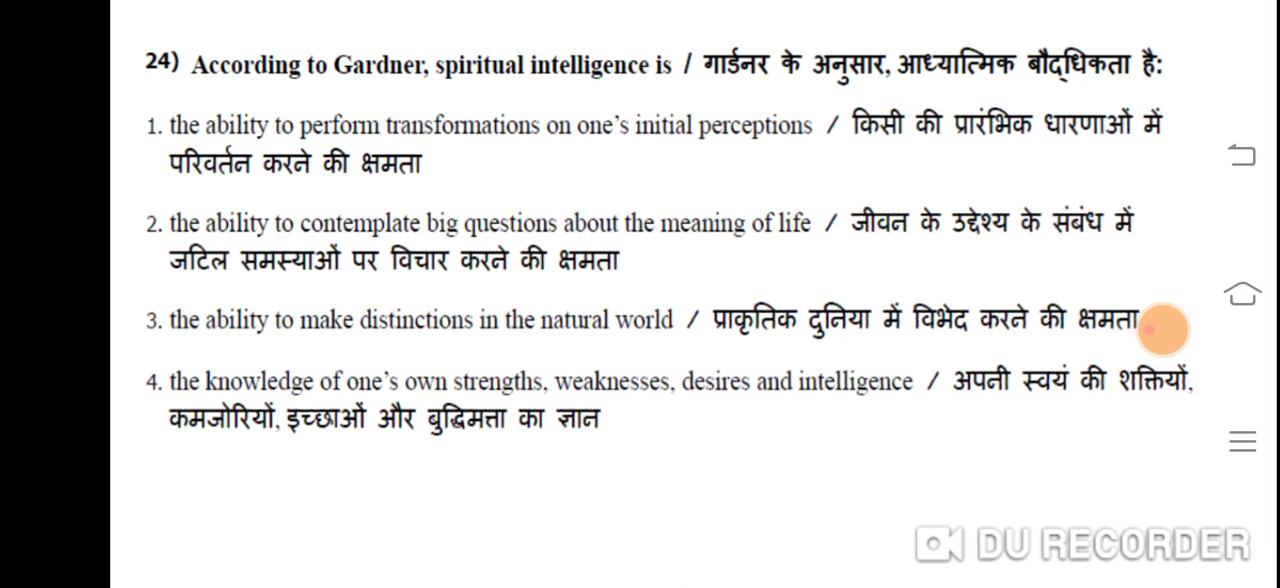 24) According to Gardner, spiritual intelligence is / गार्डनर के अनुसार, आध्यात्मिक बौद्धिकता है:
1. the ability to perform transformations on one’s initial perceptions / किसी की प्रारंभिक धारणाओं में
परिवर्तन करने की क्षमता
2. the ability to contemplate big questions about the meaning of life / जीवन के उद्देश्य के संबंध में
जटिल समस्याओं पर विचार करने की क्षमता
3. the ability to make distinctions in the natural world / प्राकृतिक दुनिया में विभेद करने की क्षमता
4. the knowledge of one’s own strengths, weaknesses, desires and intelligence / अपनी स्वयं की शक्तियों,
कमजोरियों, इच्छाओं और बुद्धिमत्ता का ज्ञान
DU RECORDER